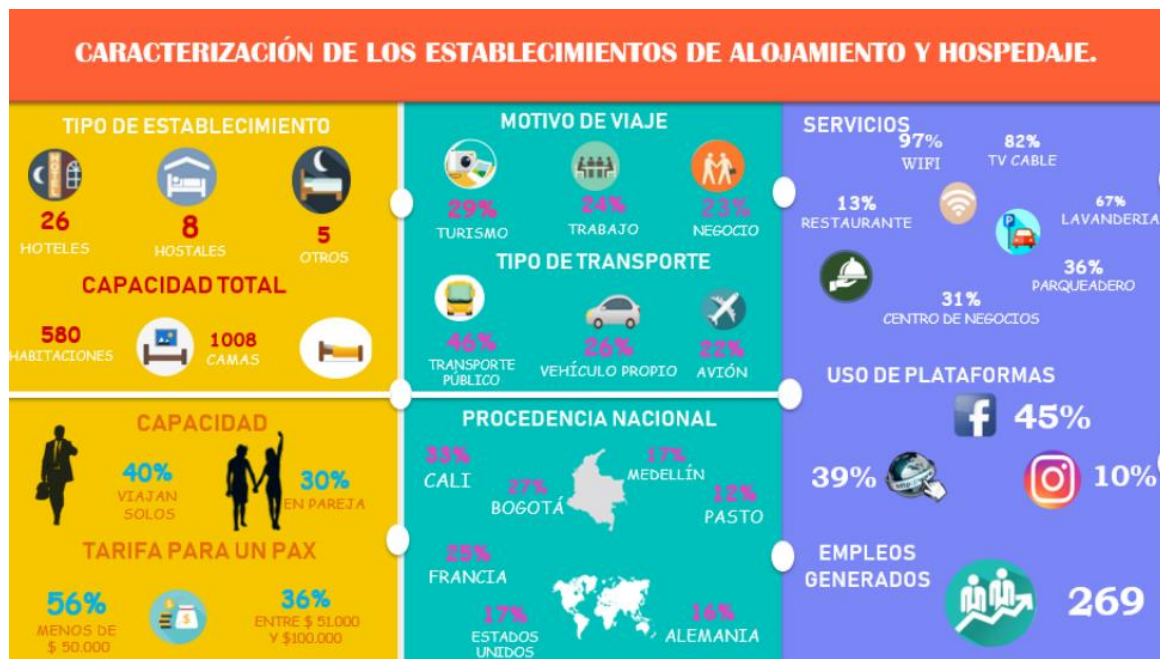 CARACTERIZACIÓN DE LOS ESTABLECIMIENTOS DE ALOJAMIENTO Y HOSPEDAJE.
TIPO DE ESTABLECIMIENTO
26
HOTELES
8
HOSTALES
5
OTROS
CAPACIDAD TOTAL
580
HABITACIONES
1008
CAMAS
CAPACIDAD
40%
VIAJAN
SOLOS
30%
EN PAREJA
TARIFA PARA UN PAX
56%
MENOS DE
$ 50.000
36%
ENTRE $ 51.000
Y $100.000
MOTIVO DE VIAJE
29%
TURISMO
24%
TRABAJO
23%
NEGOCIO
TIPO DE TRANSPORTE
46%
TRANSPORTE
PÚBLICO
26%
VEHÍCULO PROPIO
22%
AVIÓN
PROCEDENCIA NACIONAL
33%
CALI
27%
BOGOTÁ
17%
MEDELLÍN
12%
PASTO
25%
FRANCIA
17%
ESTADOS
UNIDOS
16%
ALEMANIA
SERVICIOS
97%
WIFI
82%
TV CABLE
13%
RESTAURANTE
67%
LAVANDERIA
36%
PARQUEADERO
31%
CENTRO DE NEGOCIOS
USO DE PLATAFORMAS
45%
39%
10%
EMPLEOS
GENERADOS
269